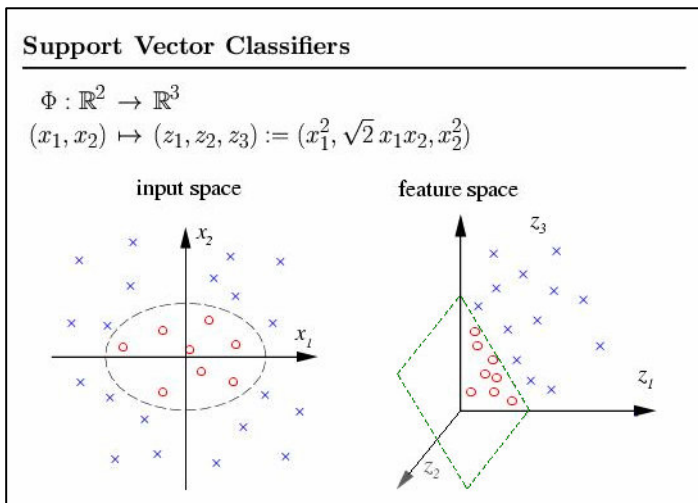 Support Vector Classifiers
Φ : ℝ² → ℝ³
(x₁, x₂) ↦ (z₁, z₂, z₃) := (x₁², √2 x₁x₂, x₂²)
input space
feature space
x₂
x₁
z₃
z₁
z₂